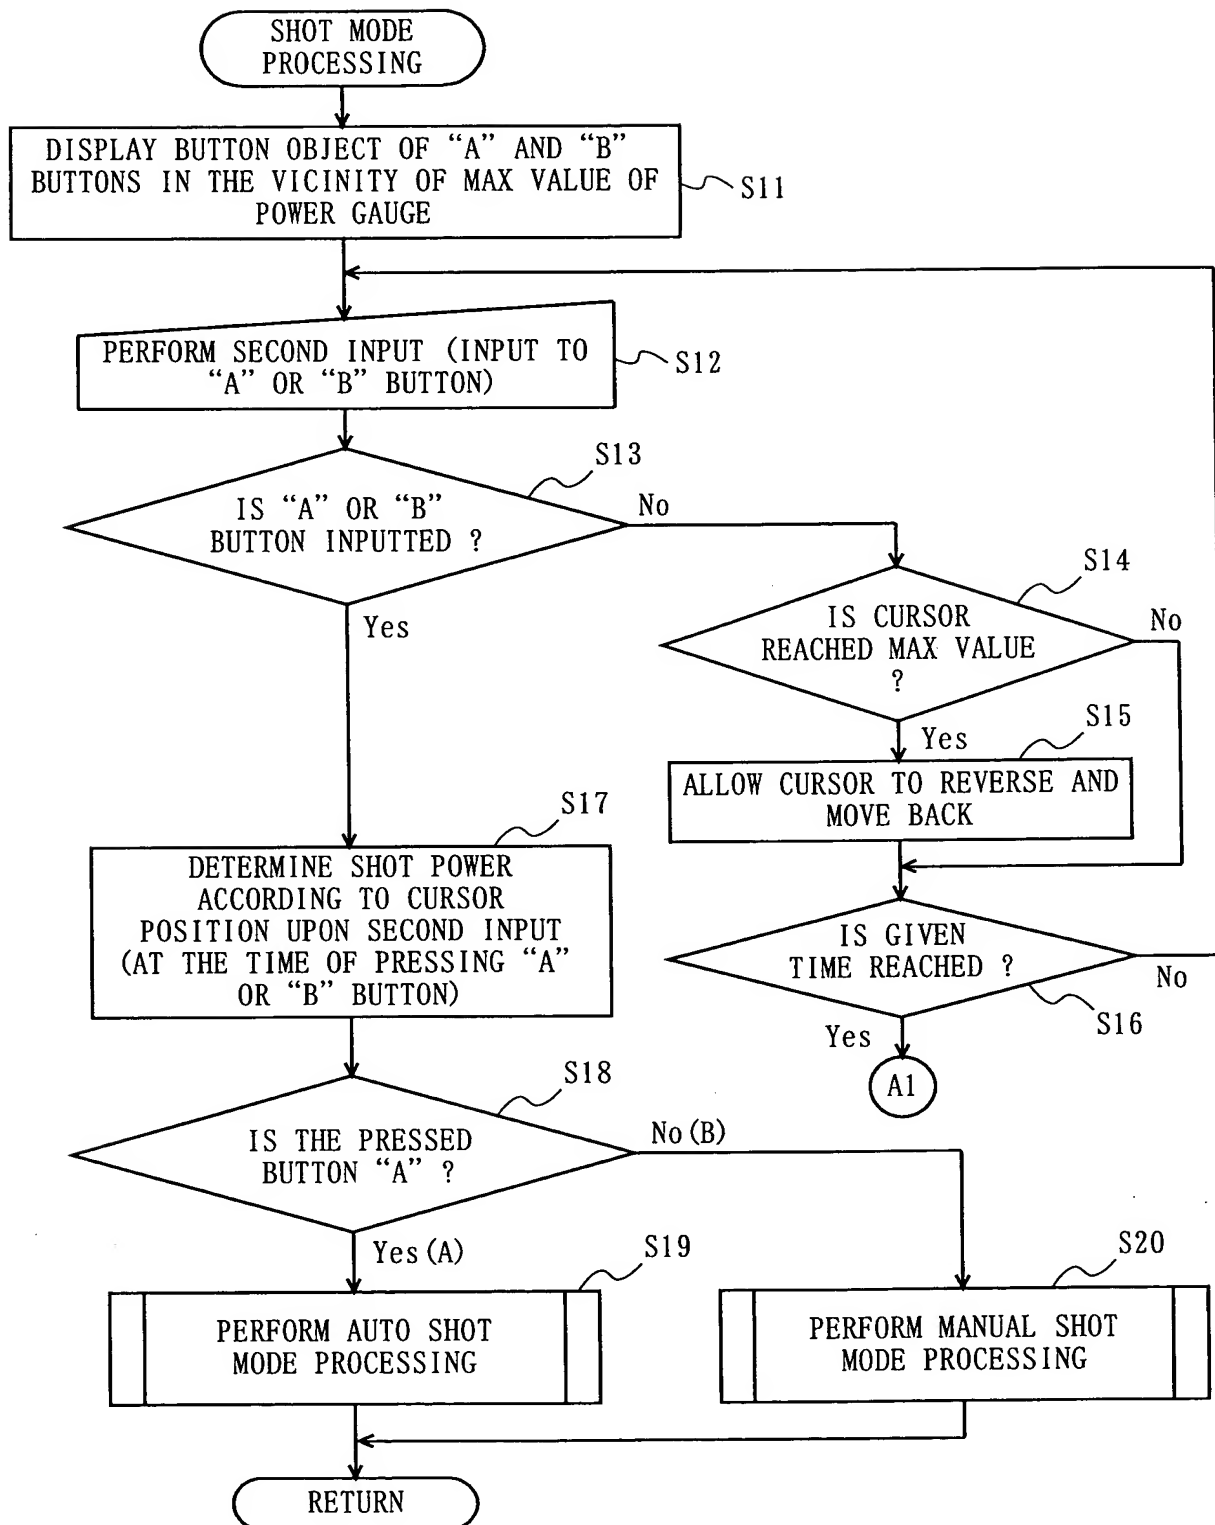 SHOT MODE
PROCESSING
DISPLAY BUTTON OBJECT OF “A” AND “B”
BUTTONS IN THE VICINITY OF MAX VALUE OF
POWER GAUGE
S11
PERFORM SECOND INPUT (INPUT TO
“A” OR “B” BUTTON)
S12
S13
IS “A” OR “B”
BUTTON INPUTTED ?
No
Yes
S14
IS CURSOR
REACHED MAX VALUE
?
No
Yes
S15
ALLOW CURSOR TO REVERSE AND
MOVE BACK
IS GIVEN
TIME REACHED ?
No
S16
Yes
A1
S17
DETERMINE SHOT POWER
ACCORDING TO CURSOR
POSITION UPON SECOND INPUT
(AT THE TIME OF PRESSING “A”
OR “B” BUTTON)
S18
IS THE PRESSED
BUTTON “A” ?
No(B)
Yes(A)
S19
PERFORM AUTO SHOT
MODE PROCESSING
S20
PERFORM MANUAL SHOT
MODE PROCESSING
RETURN